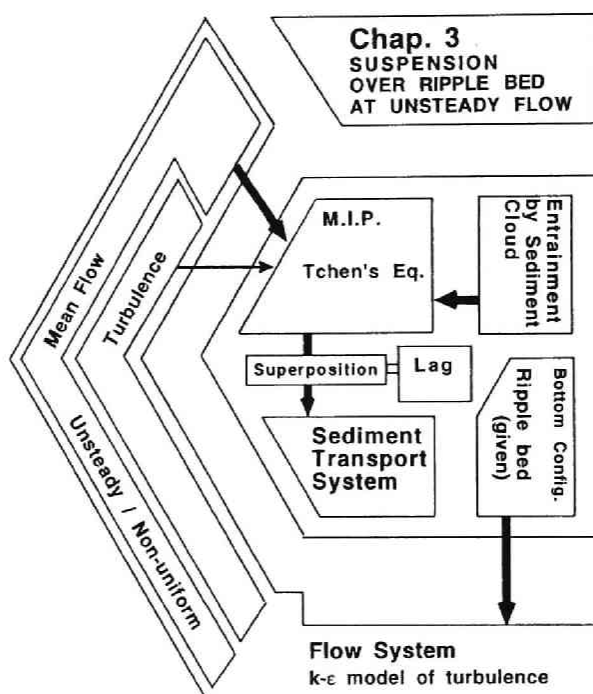 Chap. 3
SUSPENSION
OVER RIPPLE BED
AT UNSTEADY FLOW
Mean Flow
Turbulence
Unsteady / Non-uniform
M.I.P.
Tchen's Eq.
Entrainment
by Sediment
Cloud
Superposition
Lag
Sediment
Transport
System
Bottom Config.
Ripple bed
(given)
Flow System
k-ε model of turbulence